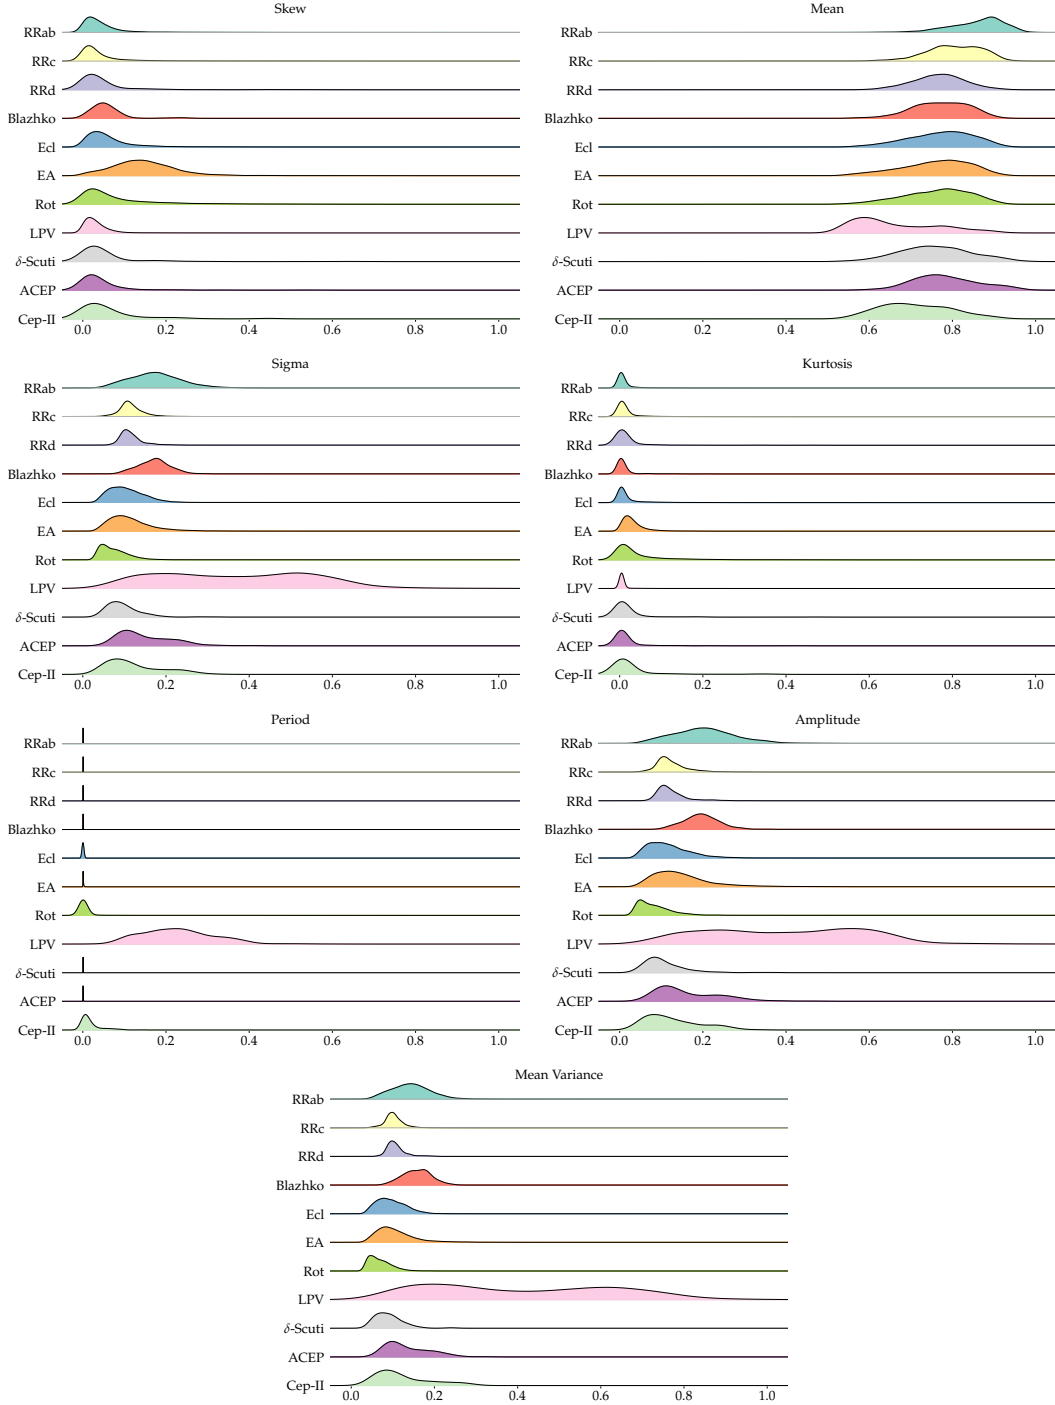 Skew
RRab
RRc
RRd
Blazhko
Ecl
EA
Rot
LPV
δ-Scuti
ACEP
Cep-II
0.0 0.2 0.4 0.6 0.8 1.0
Mean
RRab
RRc
RRd
Blazhko
Ecl
EA
Rot
LPV
δ-Scuti
ACEP
Cep-II
0.0 0.2 0.4 0.6 0.8 1.0
Sigma
RRab
RRc
RRd
Blazhko
Ecl
EA
Rot
LPV
δ-Scuti
ACEP
Cep-II
0.0 0.2 0.4 0.6 0.8 1.0
Kurtosis
RRab
RRc
RRd
Blazhko
Ecl
EA
Rot
LPV
δ-Scuti
ACEP
Cep-II
0.0 0.2 0.4 0.6 0.8 1.0
Period
RRab
RRc
RRd
Blazhko
Ecl
EA
Rot
LPV
δ-Scuti
ACEP
Cep-II
0.0 0.2 0.4 0.6 0.8 1.0
Amplitude
RRab
RRc
RRd
Blazhko
Ecl
EA
Rot
LPV
δ-Scuti
ACEP
Cep-II
0.0 0.2 0.4 0.6 0.8 1.0
Mean Variance
RRab
RRc
RRd
Blazhko
Ecl
EA
Rot
LPV
δ-Scuti
ACEP
Cep-II
0.0 0.2 0.4 0.6 0.8 1.0